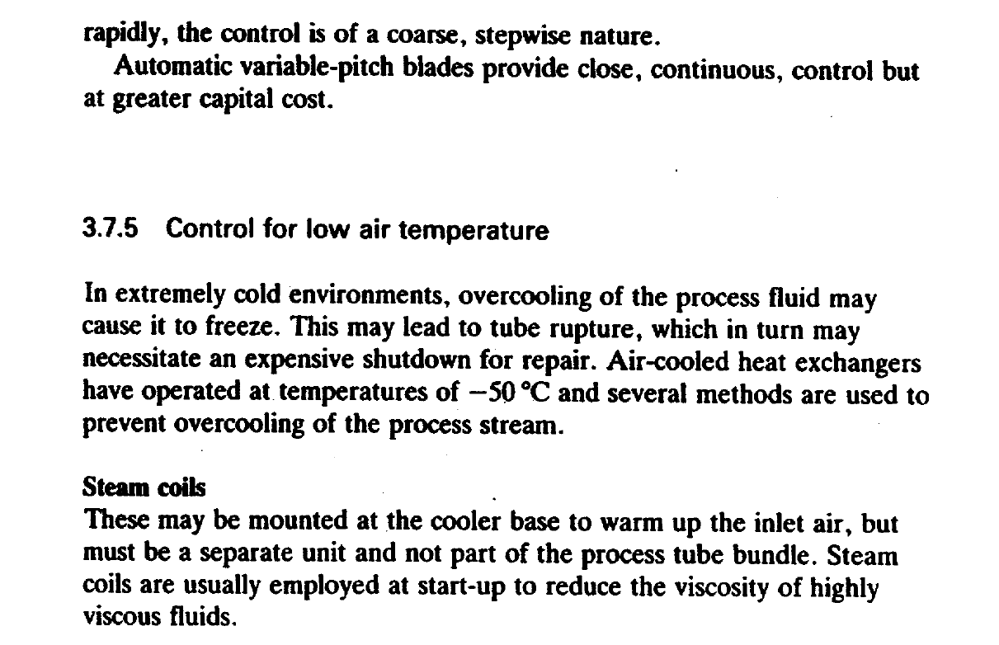 rapidly, the control is of a coarse, stepwise nature.
Automatic variable-pitch blades provide close, continuous, control but
at greater capital cost.
3.7.5 Control for low air temperature
In extremely cold environments, overcooling of the process fluid may
cause it to freeze. This may lead to tube rupture, which in turn may
necessitate an expensive shutdown for repair. Air-cooled heat exchangers
have operated at temperatures of −50 °C and several methods are used to
prevent overcooling of the process stream.
Steam coils
These may be mounted at the cooler base to warm up the inlet air, but
must be a separate unit and not part of the process tube bundle. Steam
coils are usually employed at start-up to reduce the viscosity of highly
viscous fluids.